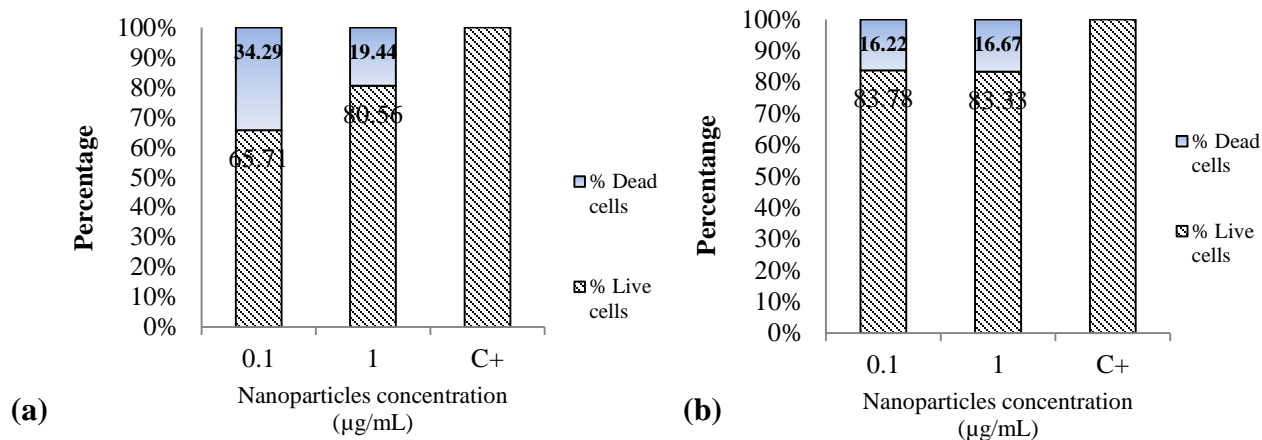 100%
90%
80%
70%
60%
50%
40%
30%
20%
10%
0%
Percentage
34.29
65.71
19.44
80.56
0.1
1
C+
Nanoparticles concentration
(µg/mL)
% Dead
cells
% Live
cells
(a)
100%
90%
80%
70%
60%
50%
40%
30%
20%
10%
0%
Percentange
16.22
83.78
16.67
83.33
0.1
1
C+
Nanoparticles concentration
(µg/mL)
% Dead
cells
% Live
cells
(b)